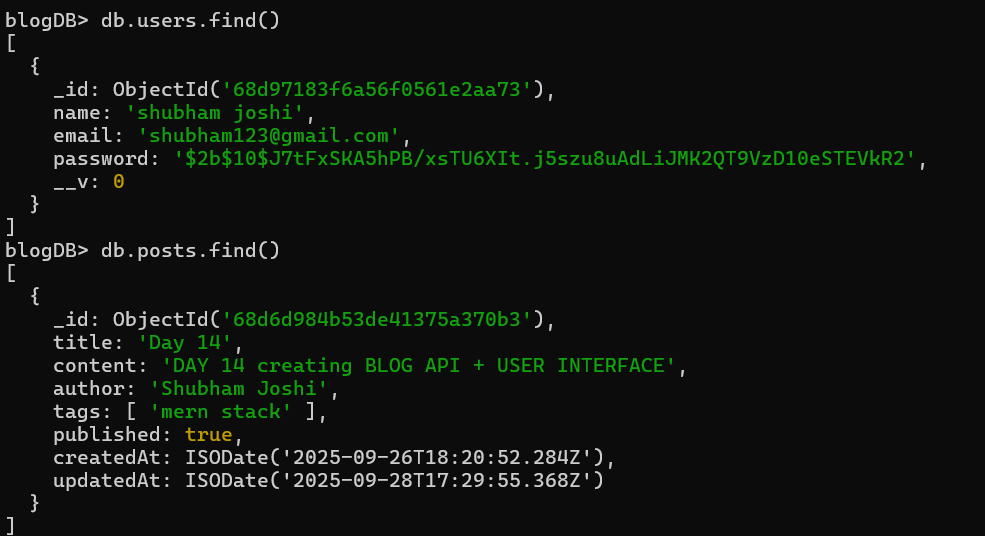 blogDB> db.users.find()
[
  {
    _id: ObjectId('68d97183f6a56f0561e2aa73'),
    name: 'shubham joshi',
    email: 'shubham123@gmail.com',
    password: '$2b$10$J7tFxSKA5hPB/xsTU6XIt.j5szu8uAdLiJMK2QT9VzD10eSTEVkR2',
    __v: 0
  }
]
blogDB> db.posts.find()
[
  {
    _id: ObjectId('68d6d984b53de41375a370b3'),
    title: 'Day 14',
    content: 'DAY 14 creating BLOG API + USER INTERFACE',
    author: 'Shubham Joshi',
    tags: [ 'mern stack' ],
    published: true,
    createdAt: ISODate('2025-09-26T18:20:52.284Z'),
    updatedAt: ISODate('2025-09-28T17:29:55.368Z')
  }
]